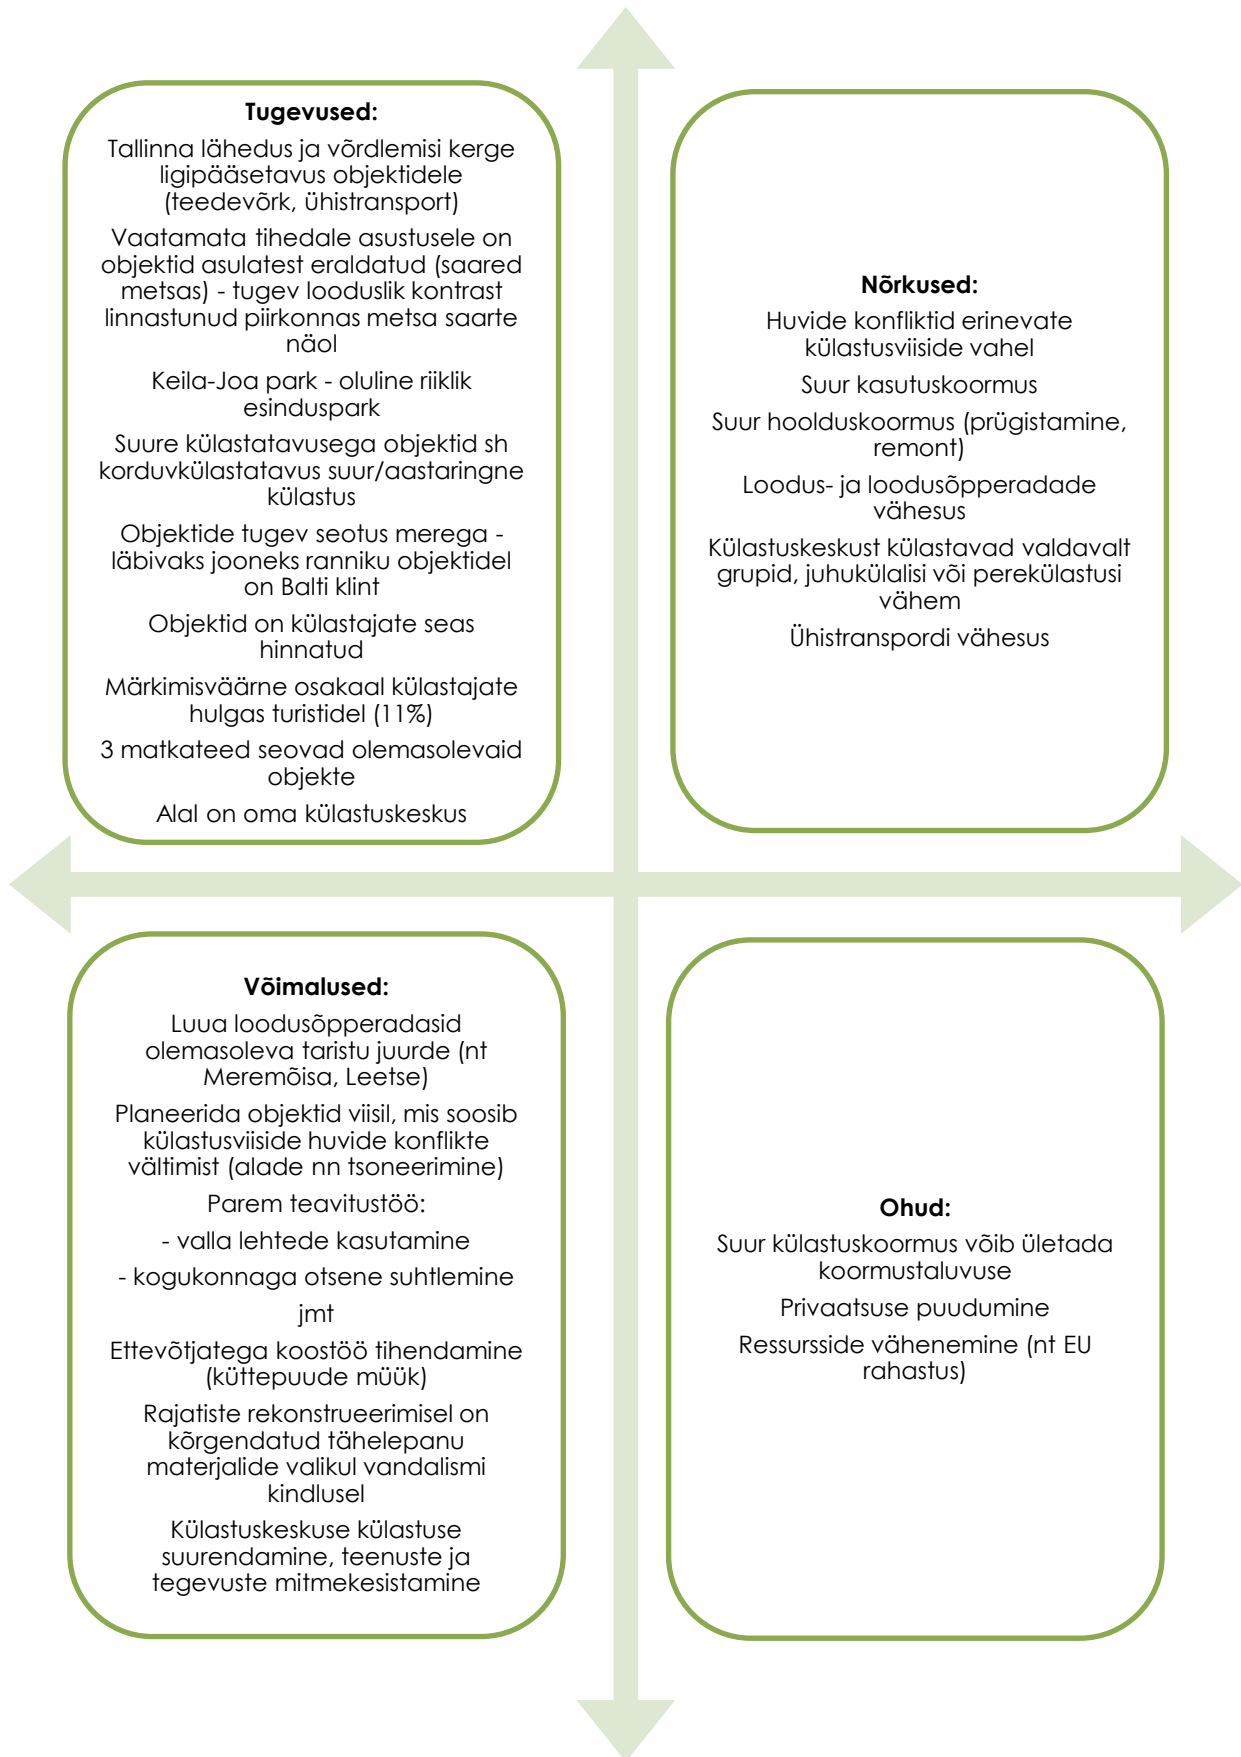 Tugevused:
Tallinna lähedus ja võrdlemisi kerge
ligipääsetavus objektidele
(teedevõrk, ühistransport)
Vaatamata tihedale asustusele on
objektid asulatest eraldatud (saared
metsas) - tugev looduslik kontrast
linnastunud piirkonnas metsa saarte
näol
Keila-Joa park - oluline riiklik
esinduspark
Suure külastatavusega objektid sh
korduvkülastatavus suur/aastaringne
külastus
Objektide tugev seotus merega -
läbivaks jooneks ranniku objektidel
on Balti klint
Objektid on külastajate seas
hinnatud
Märkimisväärne osakaal külastajate
hulgas turistidel (11%)
3 matkateed seovad olemasolevaid
objekte
Alal on oma külastuskeskus
Nõrkused:
Huvide konfliktid erinevate
külastusviiside vahel
Suur kasutuskoormus
Suur hoolduskoormus (prügistamine,
remont)
Loodus- ja loodusõpperadade
vähesus
Külastuskeskust külastavad valdavalt
grupid, juhukülalisi või perekülastusi
vähem
Ühistranspordi vähesus
Võimalused:
Luua loodusõpperadasid
olemasoleva taristu juurde (nt
Meremõisa, Leetse)
Planeerida objektid viisil, mis soosib
külastusviiside huvide konflikte
vältimist (alade nn tsoneerimine)
Parem teavitustöö:
- valla lehtede kasutamine
- kogukonnaga otsene suhtlemine
jmt
Ettevõtjatega koostöö tihendamine
(küttepuude müük)
Rajatiste rekonstrueerimisel on
kõrgendatud tähelepanu
materjalide valikul vandalismi
kindlusel
Külastuskeskuse külastuse
suurendamine, teenuste ja
tegevuste mitmekesistamine
Ohud:
Suur külastuskoormus võib ületada
koormustaluvuse
Privaatsuse puudumine
Ressursside vähenemine (nt EU
rahastus)